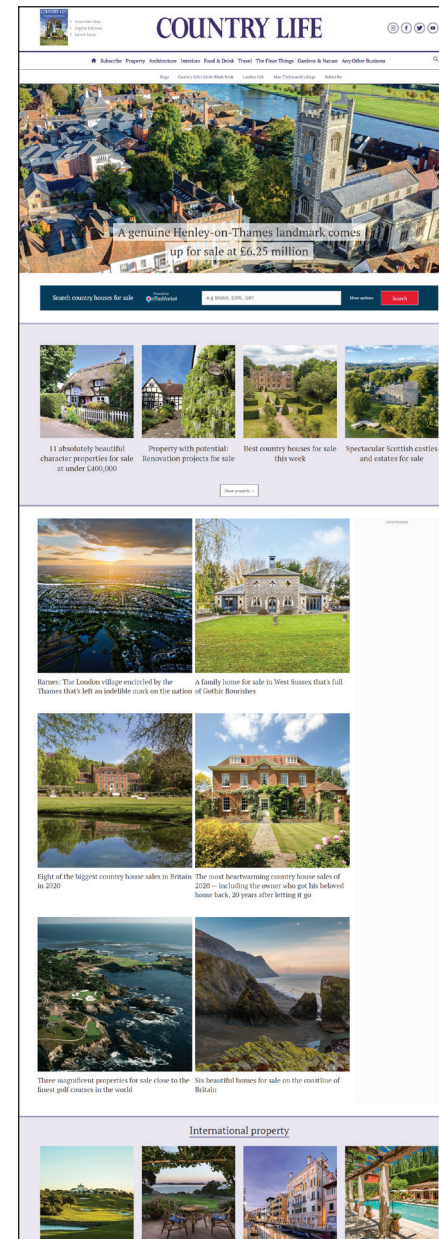 COUNTRY LIFE
Subscribe Now
Digital Editions
Latest Issue
COUNTRY LIFE
Subscribe Property Architecture Interiors Food & Drink Travel The Finer Things Gardens & Nature Any Other Business
Dogs Country Life's Little Black Book London Life Alan Titchmarsh's blogs Subscribe
A genuine Henley-on-Thames landmark comes
up for sale at £6.25 million
Search country houses for sale
Powered by
OnTheMarket
More options
Search
11 absolutely beautiful
character properties for sale
at under £400,000
Property with potential:
Renovation projects for sale
Best country houses for sale
this week
Spectacular Scottish castles
and estates for sale
More property ›
Advertisement
Barnes: The London village encircled by the
Thames that's left an indelible mark on the nation
A family home for sale in West Sussex that's full
of Gothic flourishes
Eight of the biggest country house sales in Britain
in 2020
The most heartwarming country house sales of
2020 — including the owner who got his beloved
home back, 20 years after letting it go
Three magnificent properties for sale close to the
finest golf courses in the world
Six beautiful homes for sale on the coastline of
Britain
International property